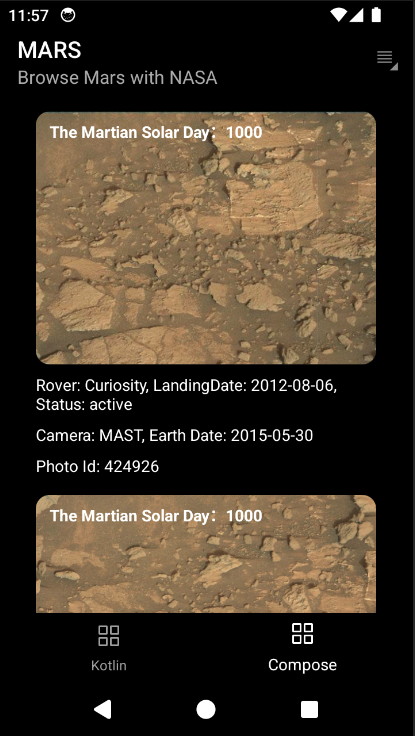 11:57
MARS
Browse Mars with NASA
The Martian Solar Day：1000
Rover: Curiosity, LandingDate: 2012-08-06,
Status: active
Camera: MAST, Earth Date: 2015-05-30
Photo Id: 424926
The Martian Solar Day：1000
Kotlin
Compose